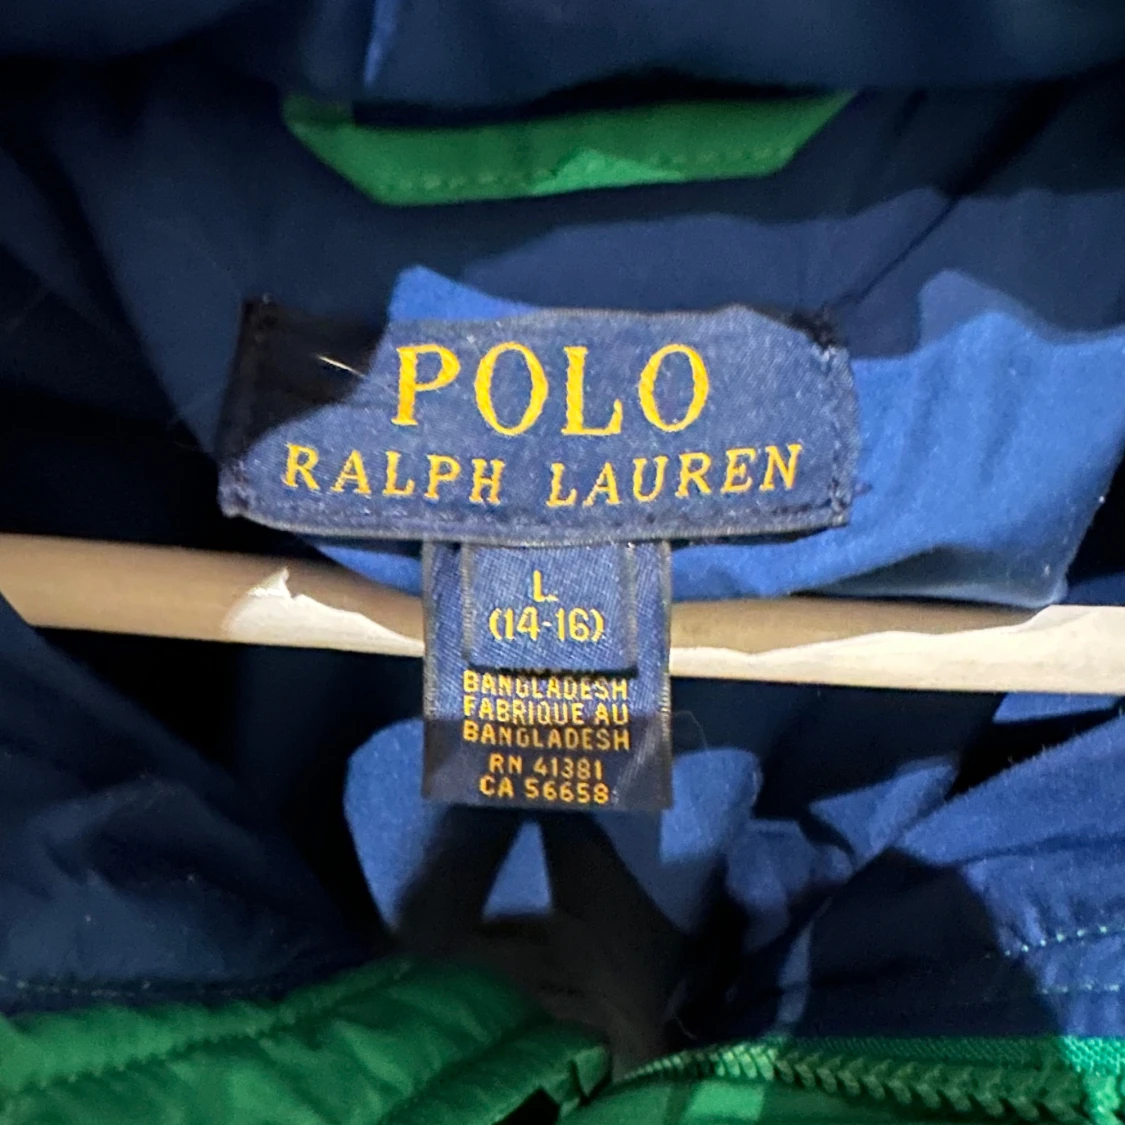 POLO
RALPH LAUREN
L
(14-16)
BANGLADESH
FABRIQUE AU
BANGLADESH
RN 41381
CA 56658